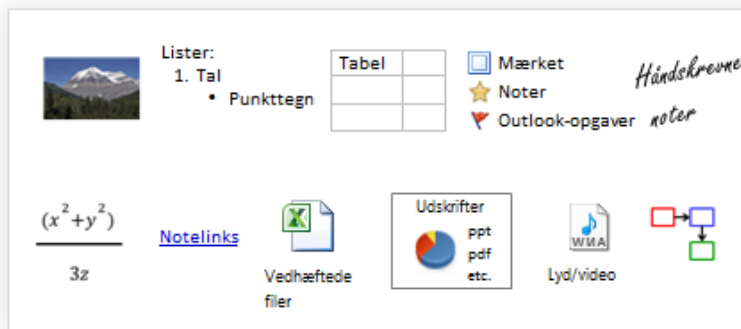 Lister:
1. Tal
• Punkttegn
Tabel
Mærket
Noter
Outlook-opgaver
Håndskrevne
noter
(x²+y²)
3z
Notelinks
Vedhæftede
filer
Udskrifter
ppt
pdf
etc.
WMA
Lyd/video